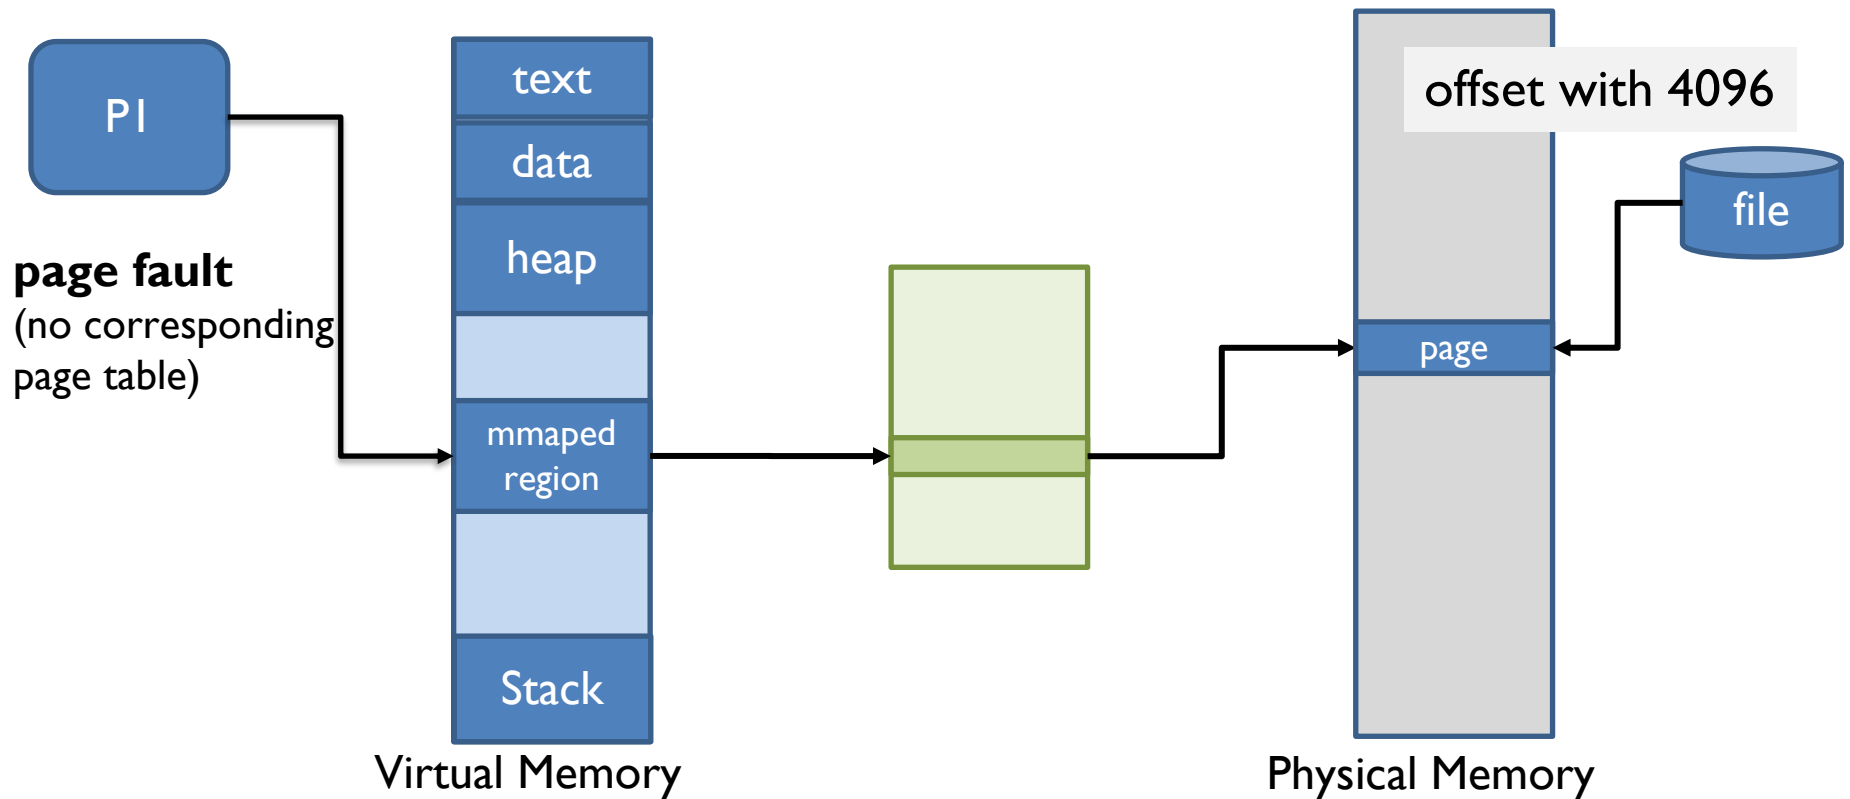 P1
page fault
(no corresponding
page table)
text
data
heap
mmaped
region
Stack
Virtual Memory
offset with 4096
file
page
Physical Memory